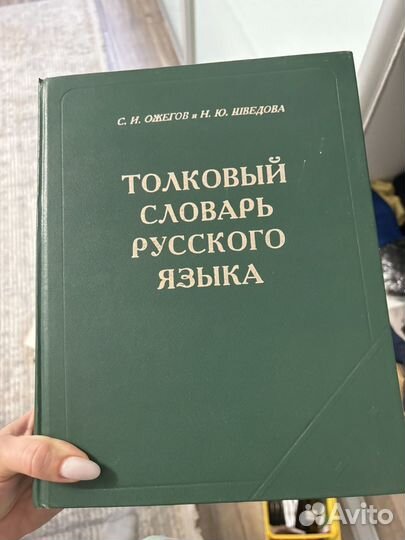 С. И. ОЖЕГОВ и Н. Ю. ШВЕДОВА
ТОЛКОВЫЙ
СЛОВАРЬ
РУССКОГО
ЯЗЫКА
Avito